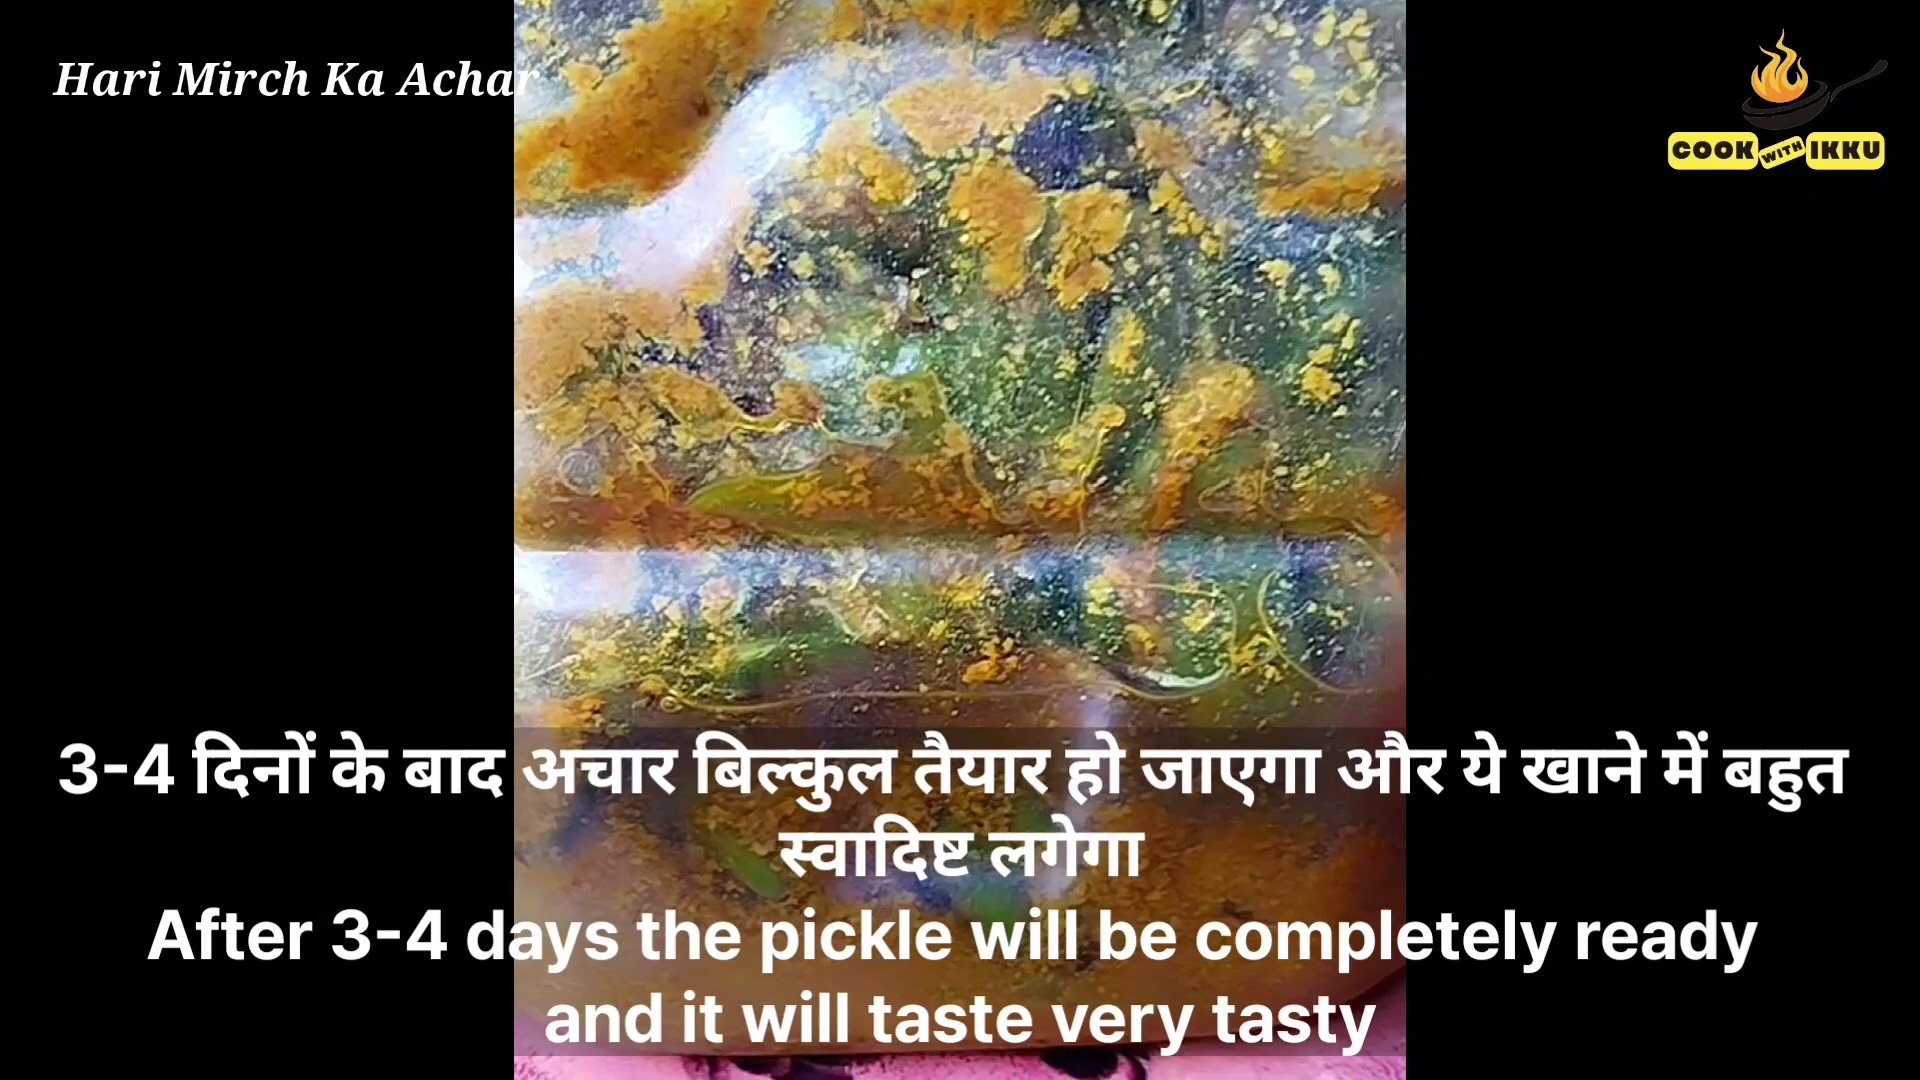 Hari Mirch Ka Achar
COOK WITH IKKU
3-4 दिनों के बाद अचार बिल्कुल तैयार हो जाएगा और ये खाने में बहुत
स्वादिष्ट लगेगा
After 3-4 days the pickle will be completely ready
and it will taste very tasty